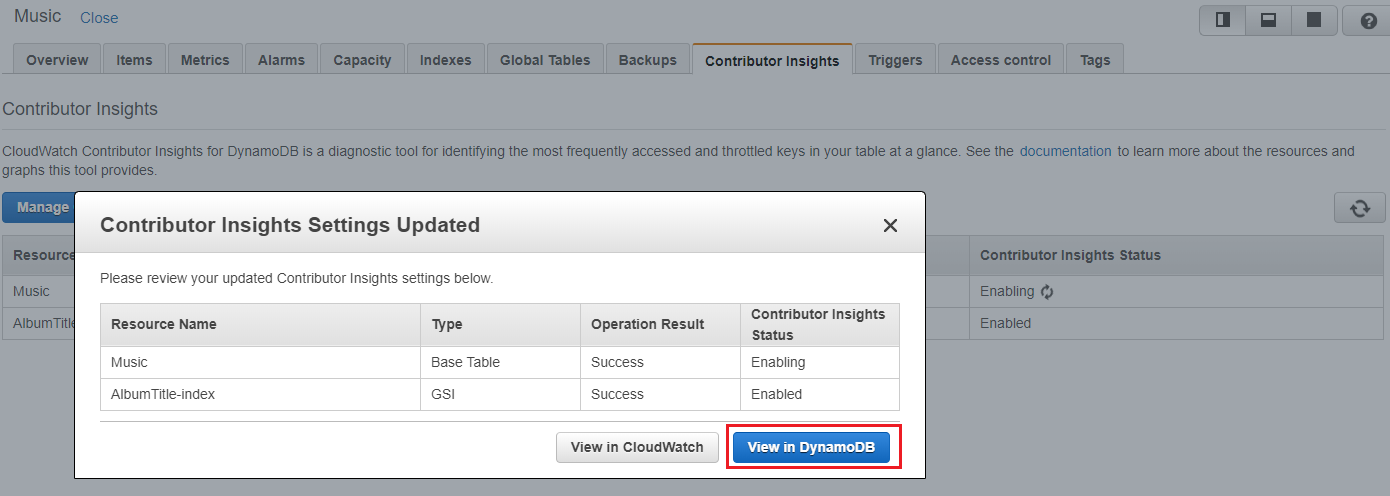 Music Close
Overview Items Metrics Alarms Capacity Indexes Global Tables Backups Contributor Insights Triggers Access control Tags
Contributor Insights
CloudWatch Contributor Insights for DynamoDB is a diagnostic tool for identifying the most frequently accessed and throttled keys in your table at a glance. See the documentation to learn more about the resources and
graphs this tool provides.
Manage
Resource Contributor Insights Status
Music Enabling
AlbumTitle Enabled
Contributor Insights Settings Updated
Please review your updated Contributor Insights settings below.
Resource Name Type Operation Result Contributor Insights
Status
Music Base Table Success Enabling
AlbumTitle-index GSI Success Enabled
View in CloudWatch View in DynamoDB